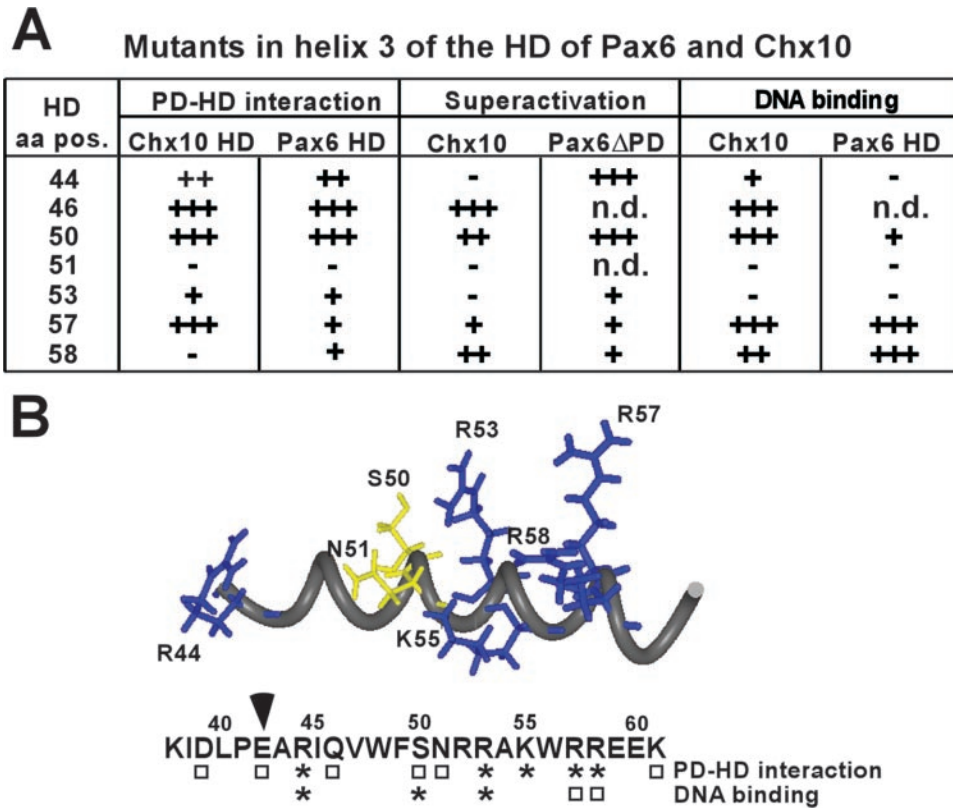 A
Mutants in helix 3 of the HD of Pax6 and Chx10
HD aa pos. PD-HD interaction Superactivation DNA binding
Chx10 HD Pax6 HD Chx10 Pax6ΔPD Chx10 Pax6 HD
44 ++ ++ - +++ + -
46 +++ +++ +++ n.d. +++ n.d.
50 +++ +++ ++ +++ +++ +
51 - - - n.d. - -
53 + + - + - -
57 +++ + + + +++ +++
58 - + ++ + ++ +++
B
R57
R53
S50
R58
N51
K55
R44
40 45 50 55 60
KIDLPEARIQVWFSNRRAKWRREEK
□ □ * □ □ □ * * * * □ PD-HD interaction
* * * □ □ DNA binding